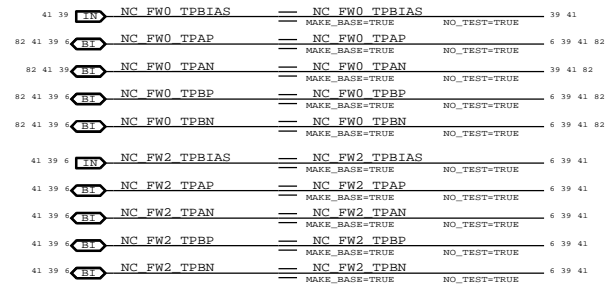 41 39 IN NC_FW0_TPBIAS NC_FW0_TPBIAS 39 41
MAKE_BASE=TRUE NO_TEST=TRUE
82 41 39 6 BI NC_FW0_TPAP NC_FW0_TPAP 6 39 41 82
MAKE_BASE=TRUE NO_TEST=TRUE
82 41 39 BI NC_FW0_TPAN NC_FW0_TPAN 39 41 82
MAKE_BASE=TRUE NO_TEST=TRUE
82 41 39 6 BI NC_FW0_TPBP NC_FW0_TPBP 6 39 41 82
MAKE_BASE=TRUE NO_TEST=TRUE
82 41 39 6 BI NC_FW0_TPBN NC_FW0_TPBN 6 39 41 82
MAKE_BASE=TRUE NO_TEST=TRUE
41 39 6 IN NC_FW2_TPBIAS NC_FW2_TPBIAS 6 39 41
MAKE_BASE=TRUE NO_TEST=TRUE
41 39 6 BI NC_FW2_TPAP NC_FW2_TPAP 6 39 41
MAKE_BASE=TRUE NO_TEST=TRUE
41 39 6 BI NC_FW2_TPAN NC_FW2_TPAN 6 39 41
MAKE_BASE=TRUE NO_TEST=TRUE
41 39 6 BI NC_FW2_TPBP NC_FW2_TPBP 6 39 41
MAKE_BASE=TRUE NO_TEST=TRUE
41 39 6 BI NC_FW2_TPBN NC_FW2_TPBN 6 39 41
MAKE_BASE=TRUE NO_TEST=TRUE